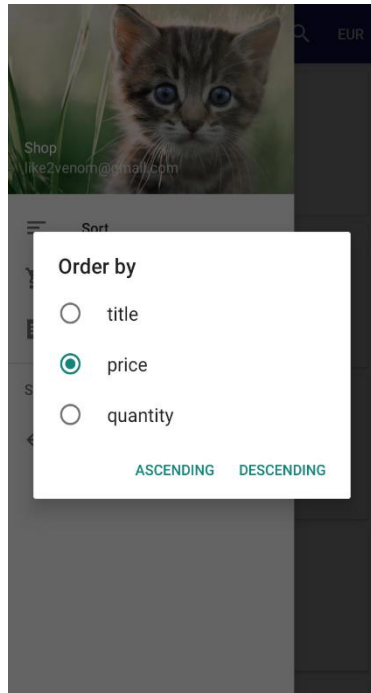 EUR
Shop
like2venom@gmail.com
Sort
Order by
title
price
quantity
ASCENDING
DESCENDING
S